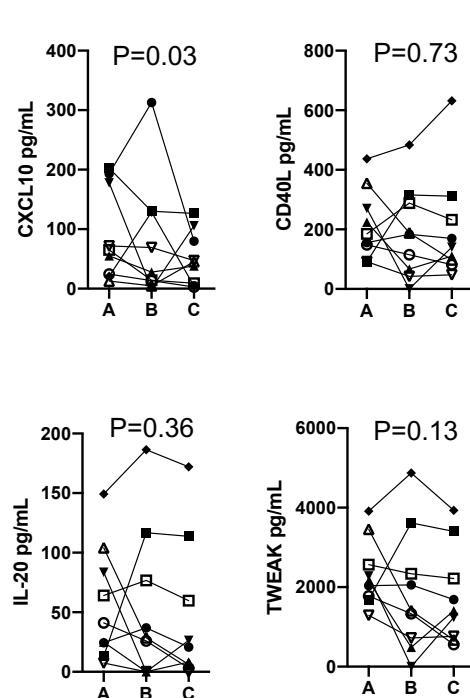 P=0.03
CXCL10 pg/mL
400
300
200
100
0
A B C
P=0.73
CD40L pg/mL
800
600
400
200
0
A B C
P=0.36
IL-20 pg/mL
200
150
100
50
0
A B C
P=0.13
TWEAK pg/mL
6000
4000
2000
0
A B C